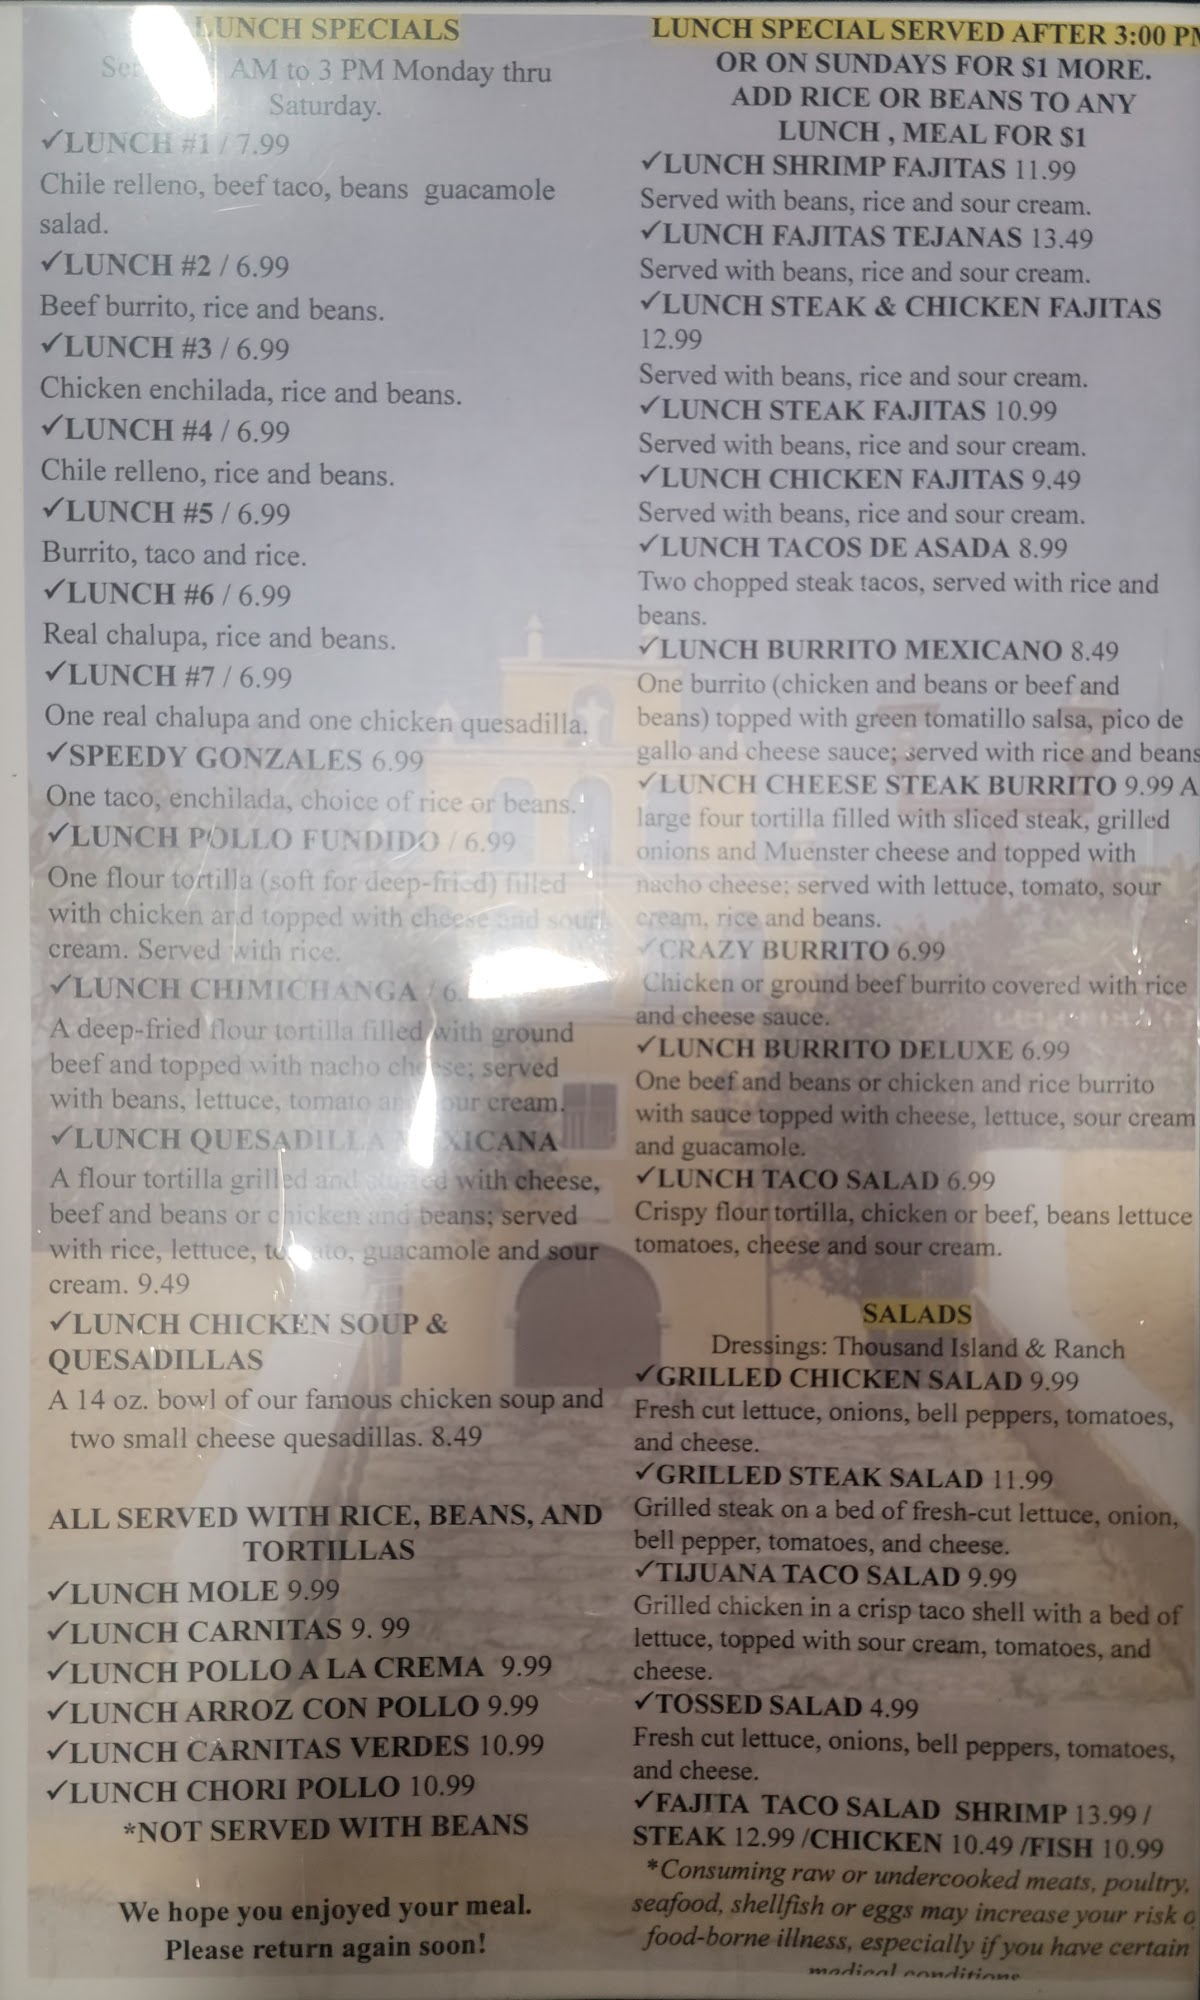 LUNCH SPECIALS
AM to 3 PM Monday thru
Saturday.
✓LUNCH #1 / 7.99
Chile relleno, beef taco, beans guacamole
salad.
✓LUNCH #2 / 6.99
Beef burrito, rice and beans.
✓LUNCH #3 / 6.99
Chicken enchilada, rice and beans.
✓LUNCH #4 / 6.99
Chile relleno, rice and beans.
✓LUNCH #5 / 6.99
Burrito, taco and rice.
✓LUNCH #6 / 6.99
Real chalupa, rice and beans.
✓LUNCH #7 / 6.99
One real chalupa and one chicken quesadilla.
✓SPEEDY GONZALES 6.99
One taco, enchilada, choice of rice or beans.
✓LUNCH POLLO FUNDIDO / 6.99
One flour tortilla (soft for deep-fried) filled
with chicken and topped with cheese and sour
cream. Served with rice.
✓LUNCH CHIMICHANGA / 6.
A deep-fried flour tortilla filled with ground
beef and topped with nacho cheese; served
with beans, lettuce, tomato and sour cream.
✓LUNCH QUESADILLA MEXICANA
A flour tortilla grilled and with cheese,
beef and beans or chicken and beans; served
with rice, lettuce, tomato, guacamole and sour
cream. 9.49
✓LUNCH CHICKEN SOUP &
QUESADILLAS
A 14 oz. bowl of our famous chicken soup and
two small cheese quesadillas. 8.49
ALL SERVED WITH RICE, BEANS, AND
TORTILLAS
✓LUNCH MOLE 9.99
✓LUNCH CARNITAS 9. 99
✓LUNCH POLLO A LA CREMA 9.99
✓LUNCH ARROZ CON POLLO 9.99
✓LUNCH CARNITAS VERDES 10.99
✓LUNCH CHORI POLLO 10.99
*NOT SERVED WITH BEANS
We hope you enjoyed your meal.
Please return again soon!
LUNCH SPECIAL SERVED AFTER 3:00 PM
OR ON SUNDAYS FOR $1 MORE.
ADD RICE OR BEANS TO ANY
LUNCH , MEAL FOR $1
✓LUNCH SHRIMP FAJITAS 11.99
Served with beans, rice and sour cream.
✓LUNCH FAJITAS TEJANAS 13.49
Served with beans, rice and sour cream.
✓LUNCH STEAK & CHICKEN FAJITAS
12.99
Served with beans, rice and sour cream.
✓LUNCH STEAK FAJITAS 10.99
Served with beans, rice and sour cream.
✓LUNCH CHICKEN FAJITAS 9.49
Served with beans, rice and sour cream.
✓LUNCH TACOS DE ASADA 8.99
Two chopped steak tacos, served with rice and
beans.
✓LUNCH BURRITO MEXICANO 8.49
One burrito (chicken and beans or beef and
beans) topped with green tomatillo salsa, pico de
gallo and cheese sauce; served with rice and beans
✓LUNCH CHEESE STEAK BURRITO 9.99 A
large four tortilla filled with sliced steak, grilled
onions and Muenster cheese and topped with
nacho cheese; served with lettuce, tomato, sour
cream, rice and beans.
✓CRAZY BURRITO 6.99
Chicken or ground beef burrito covered with rice
and cheese sauce.
✓LUNCH BURRITO DELUXE 6.99
One beef and beans or chicken and rice burrito
with sauce topped with cheese, lettuce, sour cream
and guacamole.
✓LUNCH TACO SALAD 6.99
Crispy flour tortilla, chicken or beef, beans lettuce
tomatoes, cheese and sour cream.
SALADS
Dressings: Thousand Island & Ranch
✓GRILLED CHICKEN SALAD 9.99
Fresh cut lettuce, onions, bell peppers, tomatoes,
and cheese.
✓GRILLED STEAK SALAD 11.99
Grilled steak on a bed of fresh-cut lettuce, onion,
bell pepper, tomatoes, and cheese.
✓TIJUANA TACO SALAD 9.99
Grilled chicken in a crisp taco shell with a bed of
lettuce, topped with sour cream, tomatoes, and
cheese.
✓TOSSED SALAD 4.99
Fresh cut lettuce, onions, bell peppers, tomatoes,
and cheese.
✓FAJITA TACO SALAD SHRIMP 13.99 /
STEAK 12.99 /CHICKEN 10.49 /FISH 10.99
*Consuming raw or undercooked meats, poultry,
seafood, shellfish or eggs may increase your risk o
food-borne illness, especially if you have certain
medical conditions